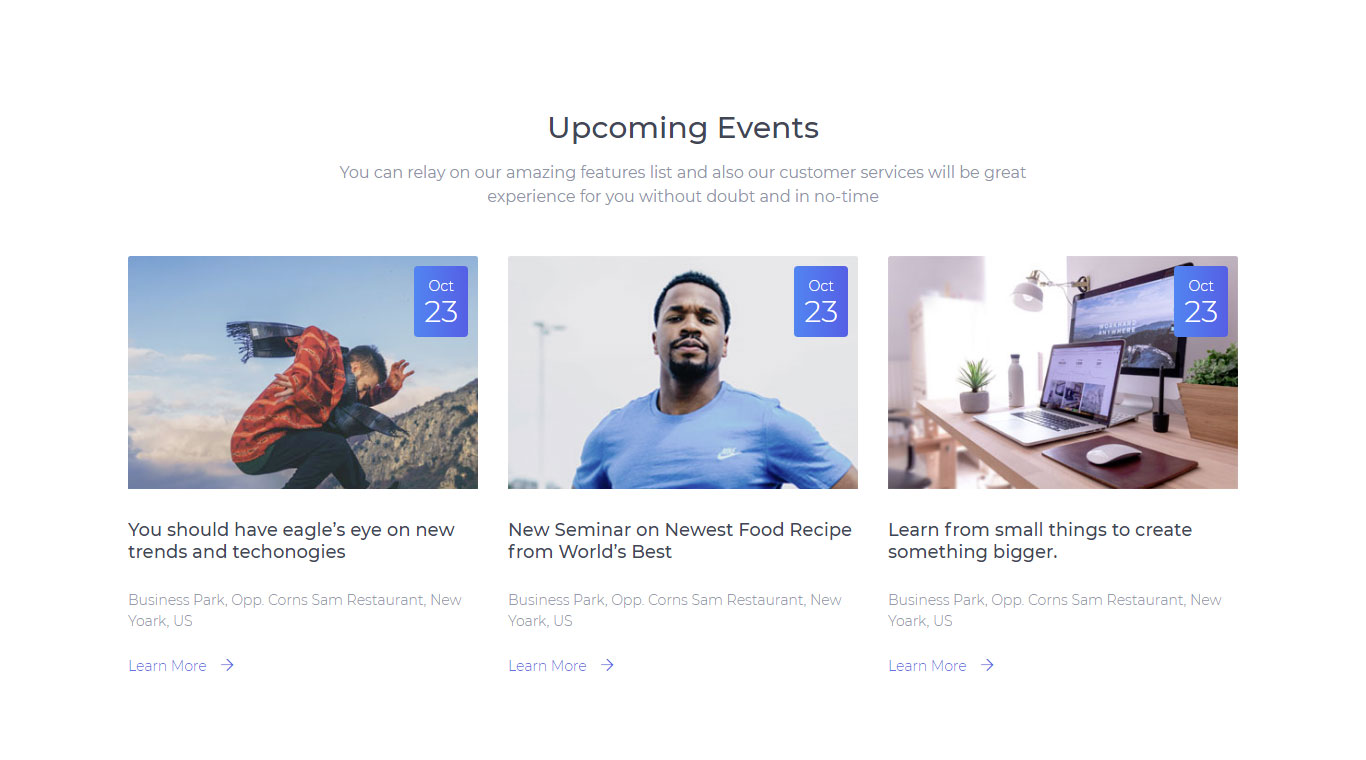 Upcoming Events
You can relay on our amazing features list and also our customer services will be great
experience for you without doubt and in no-time
Oct
23
Oct
23
Oct
23
WORK HARD
ANYWHERE
You should have eagle's eye on new
trends and techonogies
New Seminar on Newest Food Recipe
from World's Best
Learn from small things to create
something bigger.
Business Park, Opp. Corns Sam Restaurant, New
Yoark, US
Business Park, Opp. Corns Sam Restaurant, New
Yoark, US
Business Park, Opp. Corns Sam Restaurant, New
Yoark, US
Learn More →
Learn More →
Learn More →